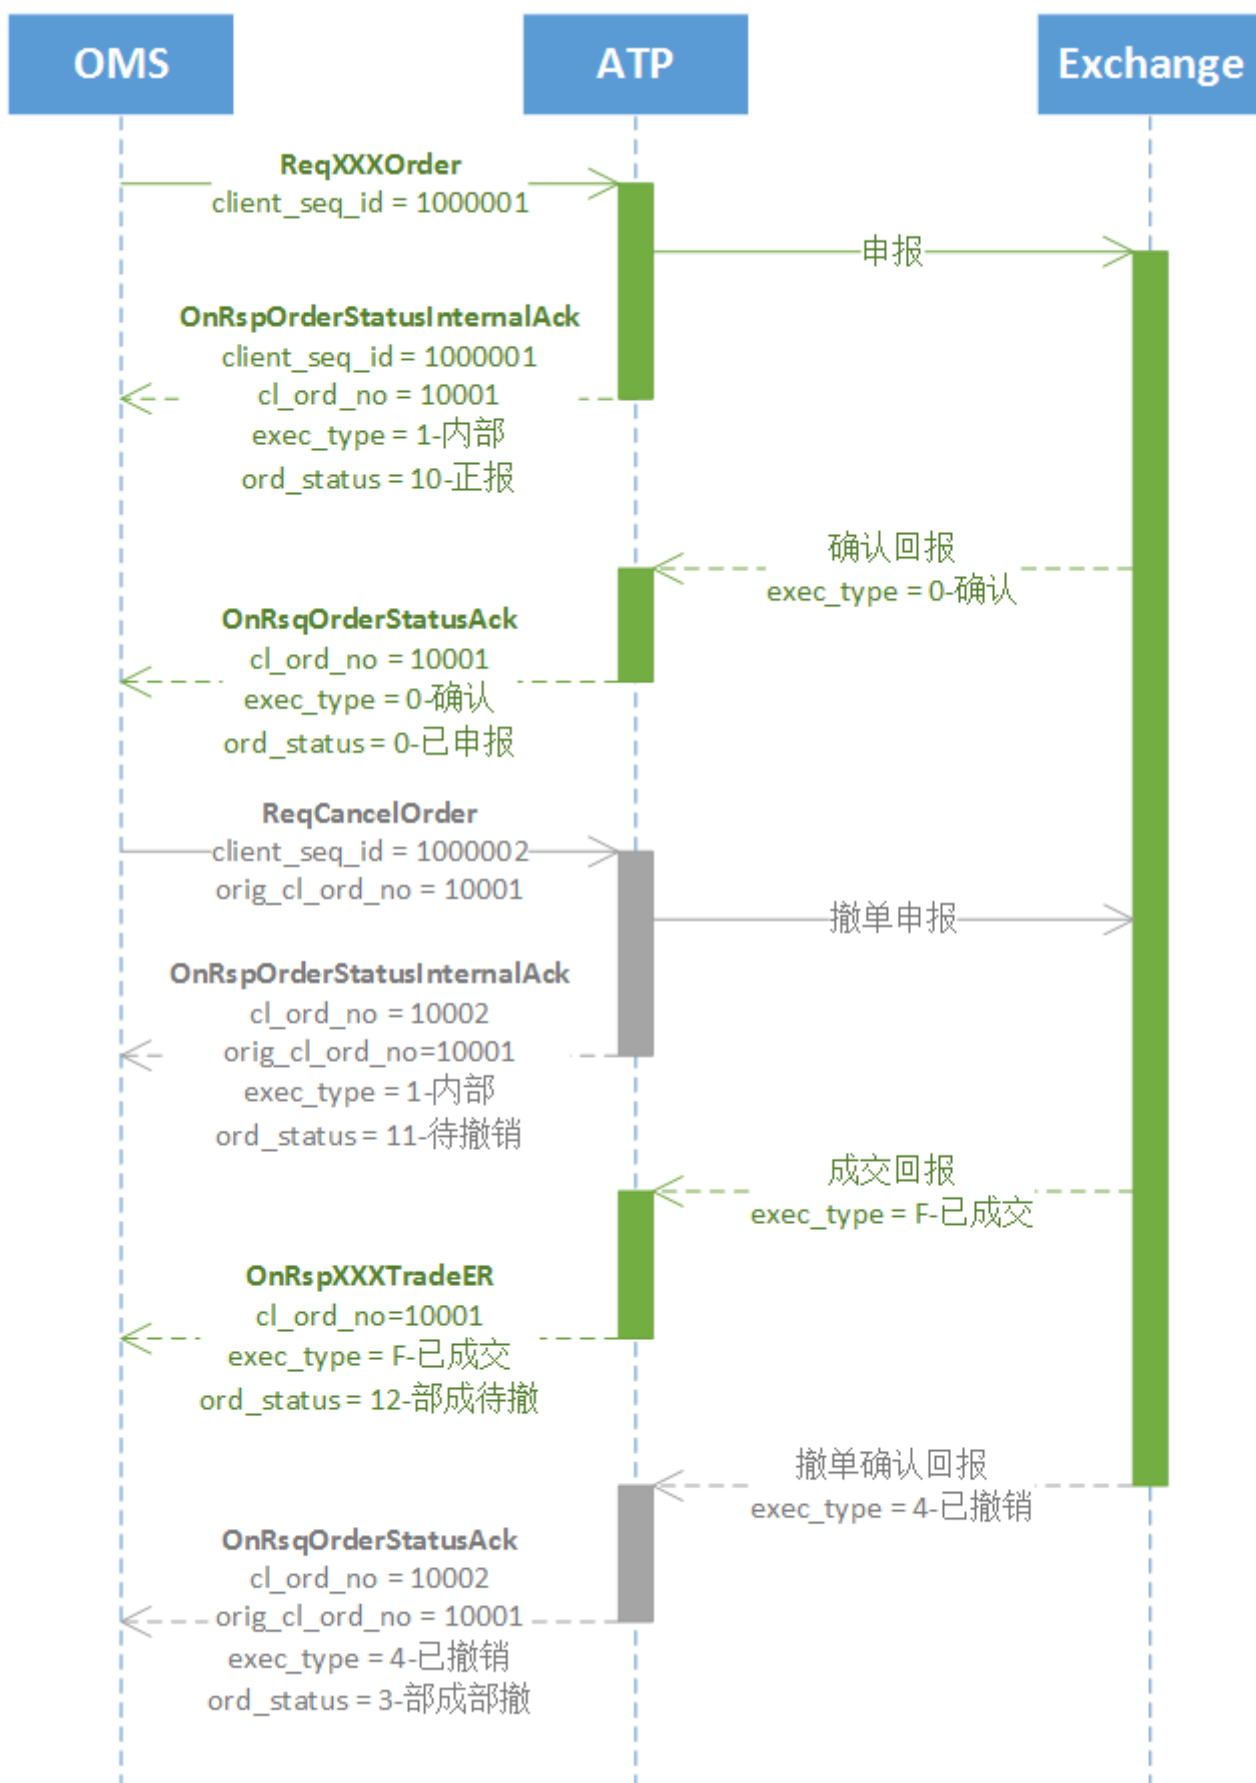 OMS
ATP
Exchange
ReqXXXOrder
client_seq_id = 1000001
申报
OnRspOrderStatusInternalAck
client_seq_id = 1000001
cl_ord_no = 10001
exec_type = 1-内部
ord_status = 10-正报
确认回报
exec_type = 0-确认
OnRsqOrderStatusAck
cl_ord_no = 10001
exec_type = 0-确认
ord_status = 0-已申报
ReqCancelOrder
client_seq_id = 1000002
orig_cl_ord_no = 10001
撤单申报
OnRspOrderStatusInternalAck
cl_ord_no = 10002
orig_cl_ord_no=10001
exec_type = 1-内部
ord_status = 11-待撤销
成交回报
exec_type = F-已成交
OnRspXXXTradeER
cl_ord_no=10001
exec_type = F-已成交
ord_status = 12-部成待撤
撤单确认回报
exec_type = 4-已撤销
OnRsqOrderStatusAck
cl_ord_no = 10002
orig_cl_ord_no = 10001
exec_type = 4-已撤销
ord_status = 3-部成部撤